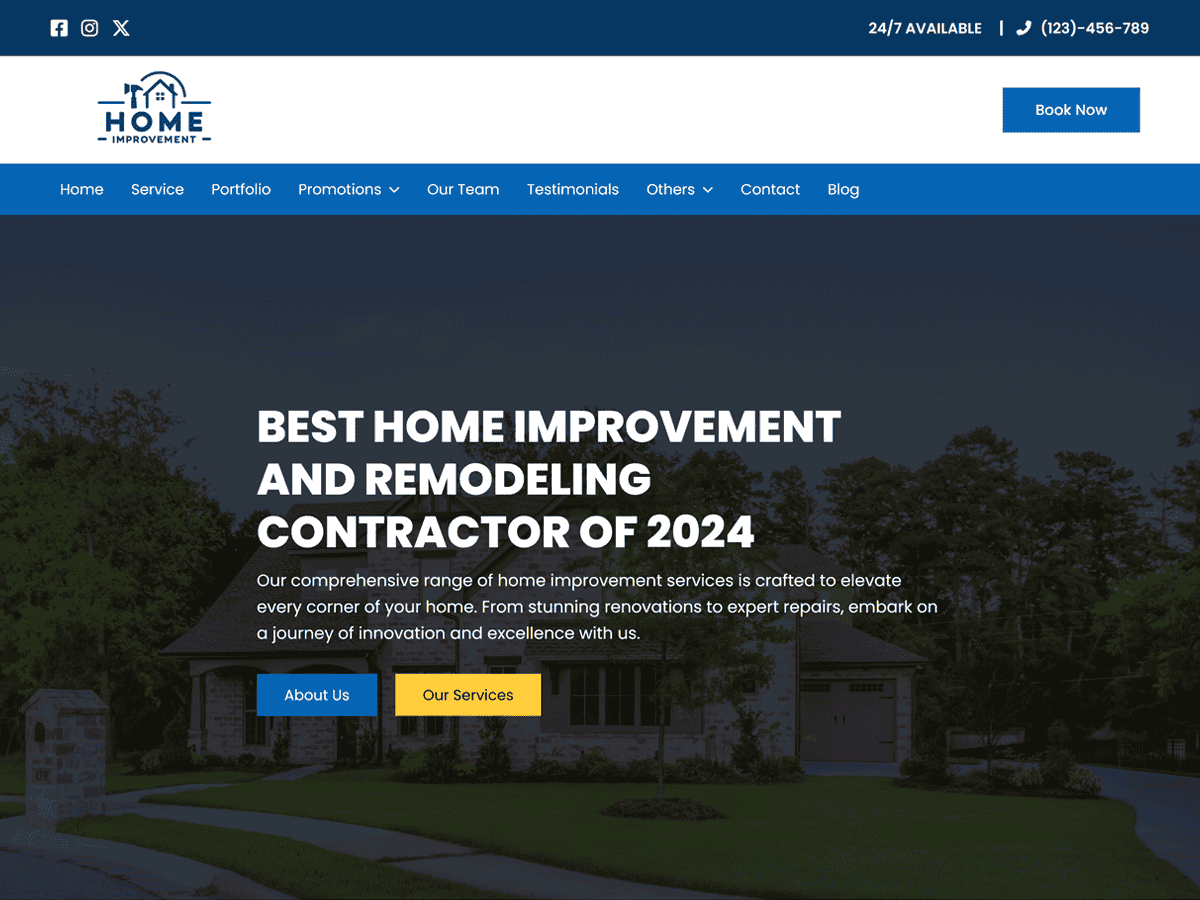 24/7 AVAILABLE | (123)-456-789
HOME
IMPROVEMENT
Book Now
Home Service Portfolio Promotions Our Team Testimonials Others Contact Blog
BEST HOME IMPROVEMENT
AND REMODELING
CONTRACTOR OF 2024
Our comprehensive range of home improvement services is crafted to elevate
every corner of your home. From stunning renovations to expert repairs, embark on
a journey of innovation and excellence with us.
About Us Our Services